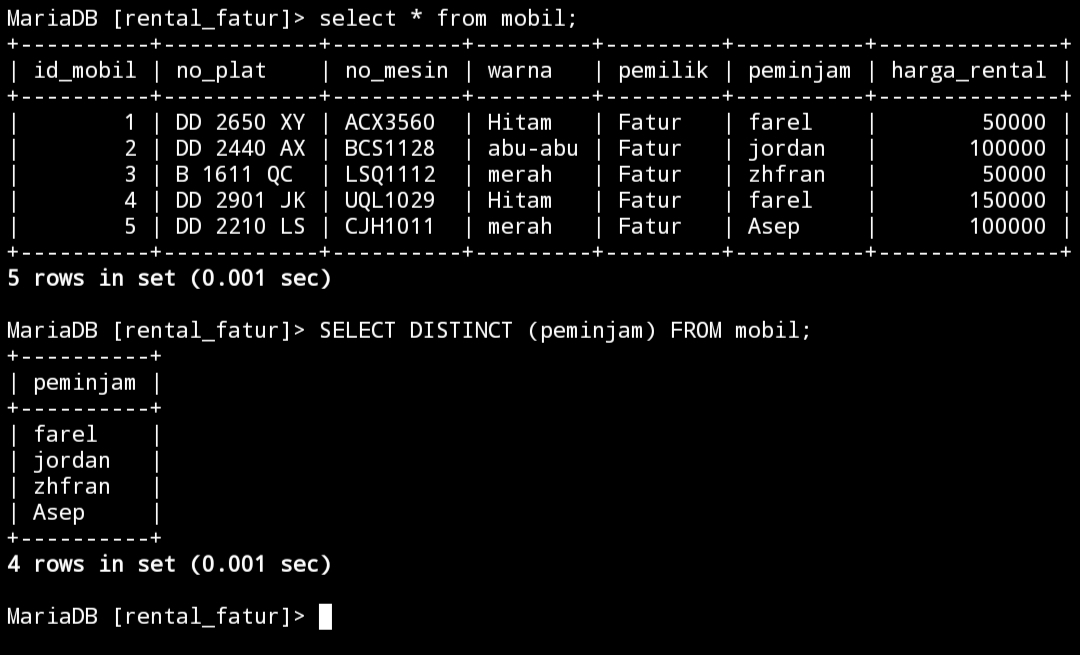 MariaDB [rental_fatur]> select * from mobil;
+----------+------------+----------+---------+---------+----------+--------------+
| id_mobil | no_plat    | no_mesin | warna   | pemilik | peminjam | harga_rental |
+----------+------------+----------+---------+---------+----------+--------------+
|        1 | DD 2650 XY | ACX3560  | Hitam   | Fatur   | farel    |        50000 |
|        2 | DD 2440 AX | BCS1128  | abu-abu | Fatur   | jordan   |       100000 |
|        3 | B 1611 QC  | LSQ1112  | merah   | Fatur   | zhfran   |        50000 |
|        4 | DD 2901 JK | UQL1029  | Hitam   | Fatur   | farel    |       150000 |
|        5 | DD 2210 LS | CJH1011  | merah   | Fatur   | Asep     |       100000 |
+----------+------------+----------+---------+---------+----------+--------------+
5 rows in set (0.001 sec)

MariaDB [rental_fatur]> SELECT DISTINCT (peminjam) FROM mobil;
+----------+
| peminjam |
+----------+
| farel    |
| jordan   |
| zhfran   |
| Asep     |
+----------+
4 rows in set (0.001 sec)

MariaDB [rental_fatur]>